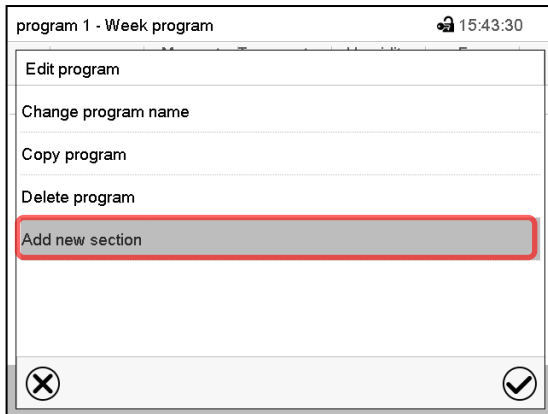 program 1 - Week program 15:43:30
Edit program
Change program name
Copy program
Delete program
Add new section